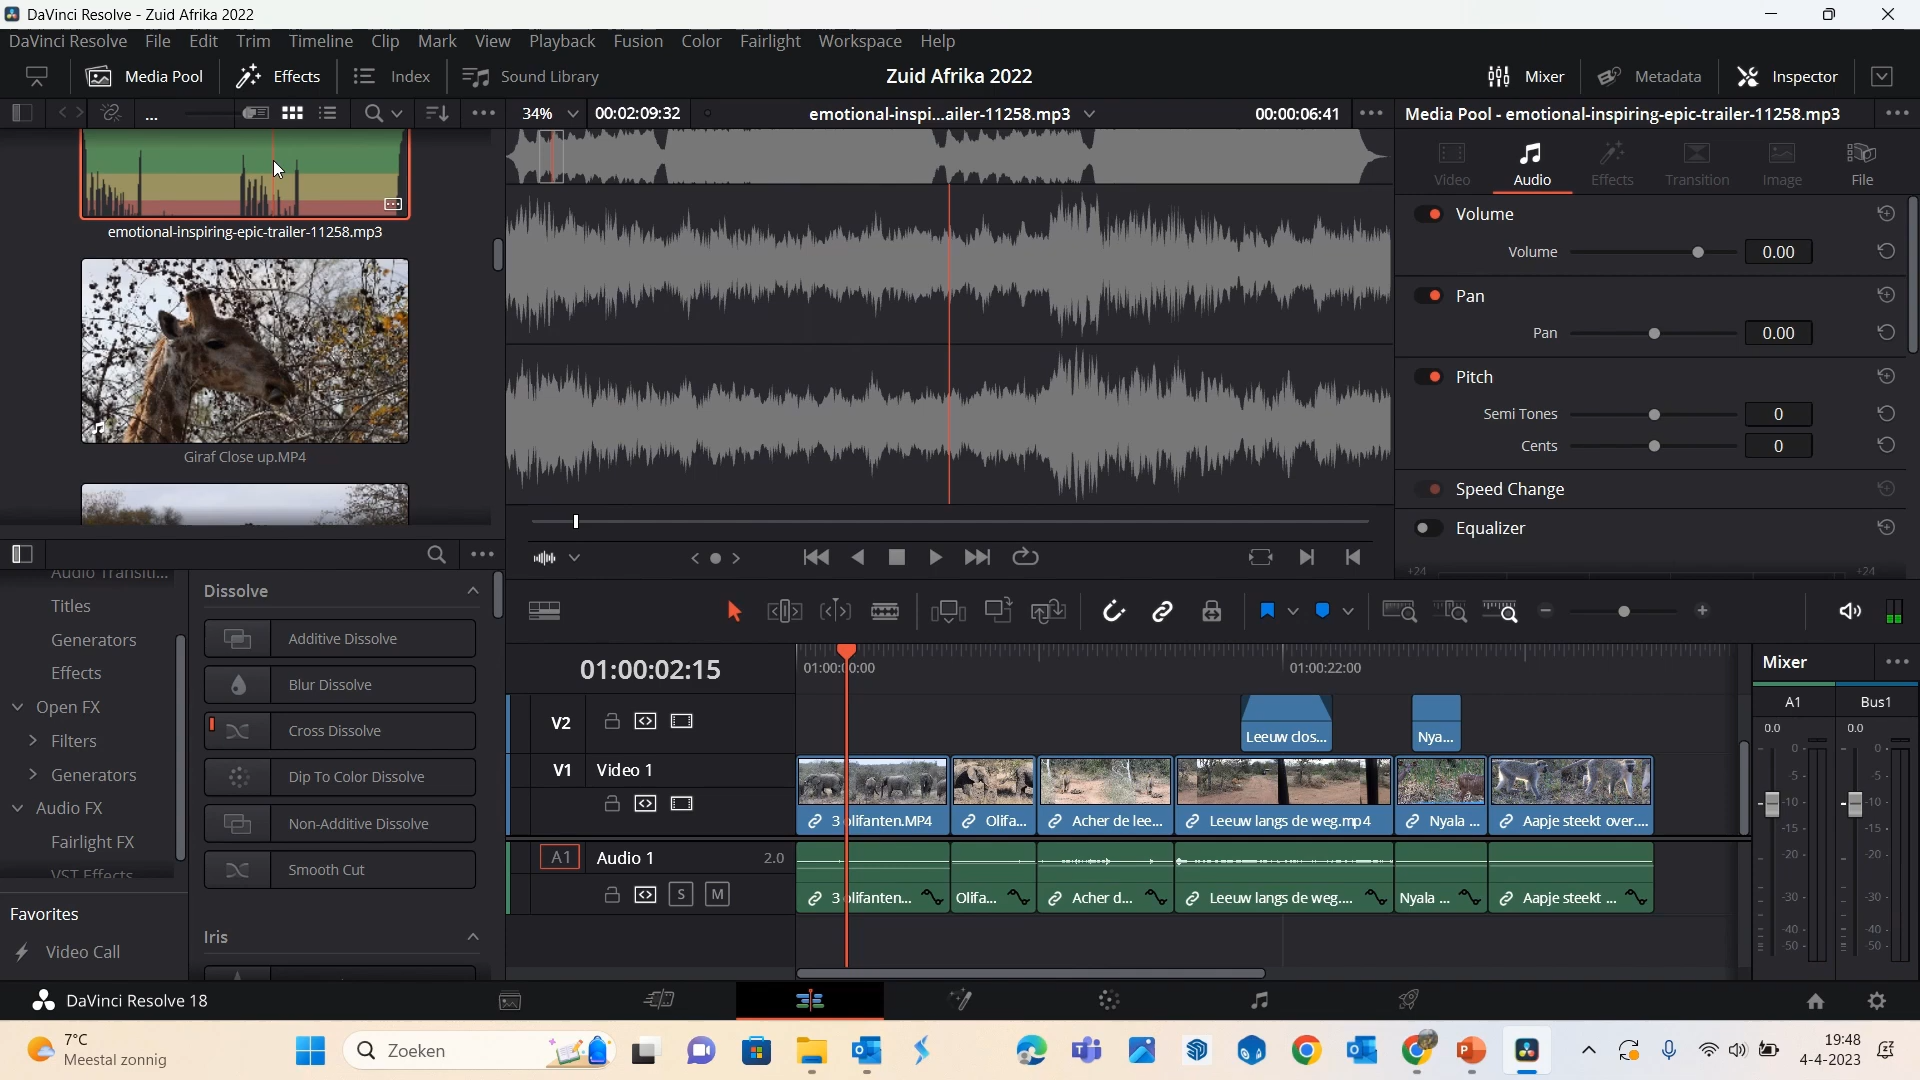 DaVinci Resolve - Zuid Afrika 2022
DaVinci Resolve File Edit Trim Timeline Clip Mark View Playback Fusion Color Fairlight Workspace Help
Media Pool Effects Index Sound Library Zuid Afrika 2022 Mixer Metadata Inspector
... 34% 00:02:09:32 emotional-inspi...ailer-11258.mp3 00:00:06:41 Media Pool - emotional-inspiring-epic-trailer-11258.mp3
Video Audio Effects Transition Image File
Volume
Volume 0.00
Pan
Pan 0.00
Pitch
Semi Tones 0
Cents 0
Speed Change
Equalizer
+24 +24
emotional-inspiring-epic-trailer-11258.mp3
Giraf Close up.MP4
Audio Transiti...
Titles
Generators
Effects
Open FX
Filters
Generators
Audio FX
Fairlight FX
VST Effects
Favorites
Video Call
Dissolve
Additive Dissolve
Blur Dissolve
Cross Dissolve
Dip To Color Dissolve
Non-Additive Dissolve
Smooth Cut
Iris
01:00:02:15 01:00:00:00 01:00:22:00
V2 Leeuw clos... Nya...
V1 Video 1
3 olifanten.MP4 Olifa... Acher de lee... Leeuw langs de weg.mp4 Nyala ... Aapje steekt over....
A1 Audio 1 2.0
S M 3 olifanten... Olifa... Acher d... Leeuw langs de weg.... Nyala ... Aapje steekt ...
Mixer
A1 Bus1
0.0 0.0
0- 0-
-5- -5-
-10- -10-
-15- -15-
-20- -20-
-30- -30-
-40- -40-
-50- -50-
DaVinci Resolve 18
7°C
Meestal zonnig
Zoeken
19:48
4-4-2023